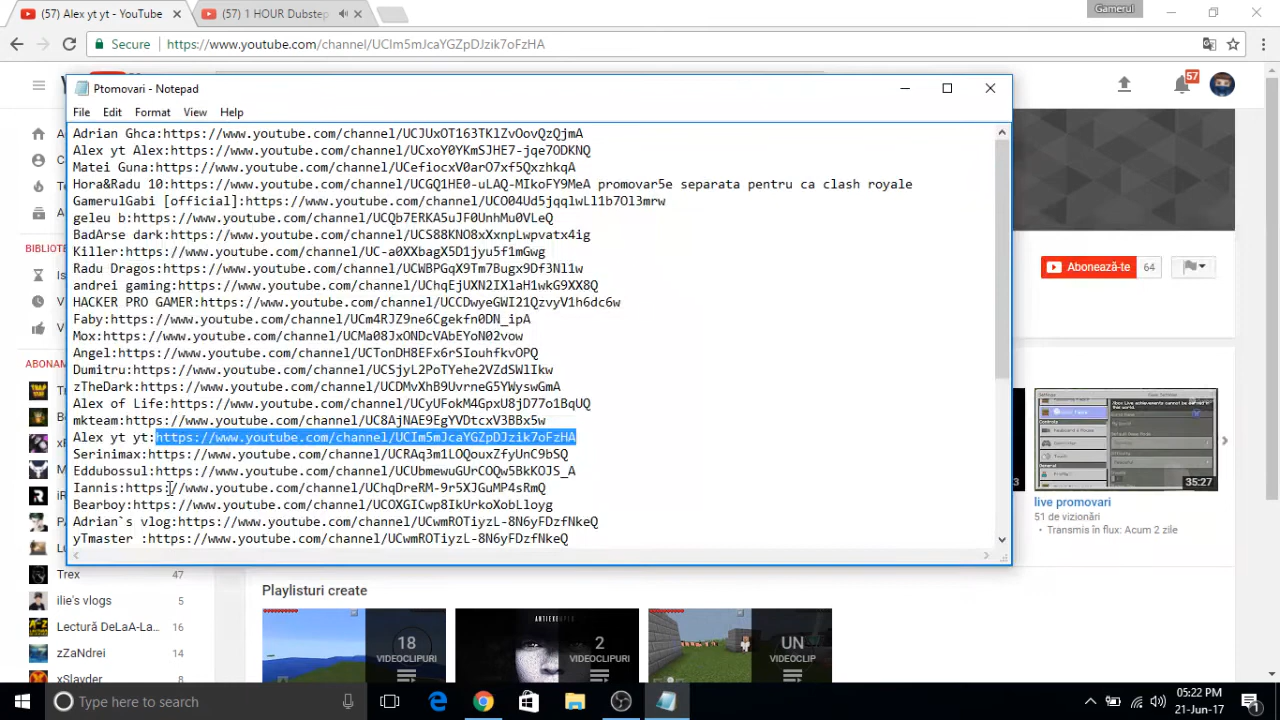 (57) Alex yt yt - YouTube
(57) 1 HOUR Dubstep
Gamerul
Secure
https://www.youtube.com/channel/UCIm5mJcaYGZpDJzik7oFzHA
57
Ptomovari - Notepad
File Edit Format View Help
Adrian Ghca:https://www.youtube.com/channel/UCJUxOT163TKlZvOovQzQjmA
Alex yt Alex:https://www.youtube.com/channel/UCxoY0YKmSJHE7-jqe7ODKNQ
Matei Guna:https://www.youtube.com/channel/UCefiocxV0arO7xf5QxzhkqA
Hora&Radu 10:https://www.youtube.com/channel/UCGQ1HE0-uLAQ-MIkoFY9MeA promovar5e separata pentru ca clash royale
GamerulGabi [official]:https://www.youtube.com/channel/UCO04Ud5jqqlwLl1b7Ol3mrw
geleu b:https://www.youtube.com/channel/UCQb7ERKA5uJF0UnhMu0VLeQ
BadArse dark:https://www.youtube.com/channel/UCS88KNO8xXxnpLwpvatx4ig
Killer:https://www.youtube.com/channel/UC-a0XXbagX5D1jyu5f1mGwg
Radu Dragos:https://www.youtube.com/channel/UCWBPGqX9Tm7Bugx9Df3Nl1w
andrei gaming:https://www.youtube.com/channel/UChqEjUXN2IXlaH1wkG9XX8Q
HACKER PRO GAMER:https://www.youtube.com/channel/UCCDwyeGWI21QzvyV1h6dc6w
Faby:https://www.youtube.com/channel/UCm4RJZ9ne6Cgekfn0DN_ipA
Mox:https://www.youtube.com/channel/UCMa08JxONDcVAbEYoN02vow
Angel:https://www.youtube.com/channel/UCTonDH8EFx6rSIouhfkvOPQ
Dumitru:https://www.youtube.com/channel/UCSjyL2PoTYehe2VZdSWlIkw
zTheDark:https://www.youtube.com/channel/UCDMvXhB9UvrneG5YWyswGmA
Alex of Life:https://www.youtube.com/channel/UCyUFokM4GpxU8jD77o1BqUQ
mkteam:https://www.youtube.com/channel/UC8AjNAE9EgYVDtcxV3BBx5w
Alex yt yt:https://www.youtube.com/channel/UCIm5mJcaYGZpDJzik7oFzHA
Serinimax:https://www.youtube.com/channel/UCRAq3m1LOQouxZfyUnC9bSQ
Eddubossul:https://www.youtube.com/channel/UCUbmewuGUrCOQw5BkKOJS_A
Iannis:https://www.youtube.com/channel/UChqDreRM-9r5XJGuMP4sRmQ
Bearboy:https://www.youtube.com/channel/UCOXGICwp8IkUrkoXobLloyg
Adrian`s vlog:https://www.youtube.com/channel/UCwmROTiyzL-8N6yFDzfNkeQ
yTmaster :https://www.youtube.com/channel/UCwmROTiyzL-8N6yFDzfNkeQ
BIBLIOTE
ABONAM
Abonează-te 64
35:27
live promovari
51 de vizionări
• Transmis în flux: Acum 2 zile
Trex 47
ilie's vlogs 5
Lectură DeLaA-La... 16
zZaNdrei 14
xSlayder
Playlisturi create
18
VIDEOCLIPURI
ANTIEXEAPER
2
VIDEOCLIPURI
UN
VIDEOCLIP
Type here to search
05:22 PM
21-Jun-17
1